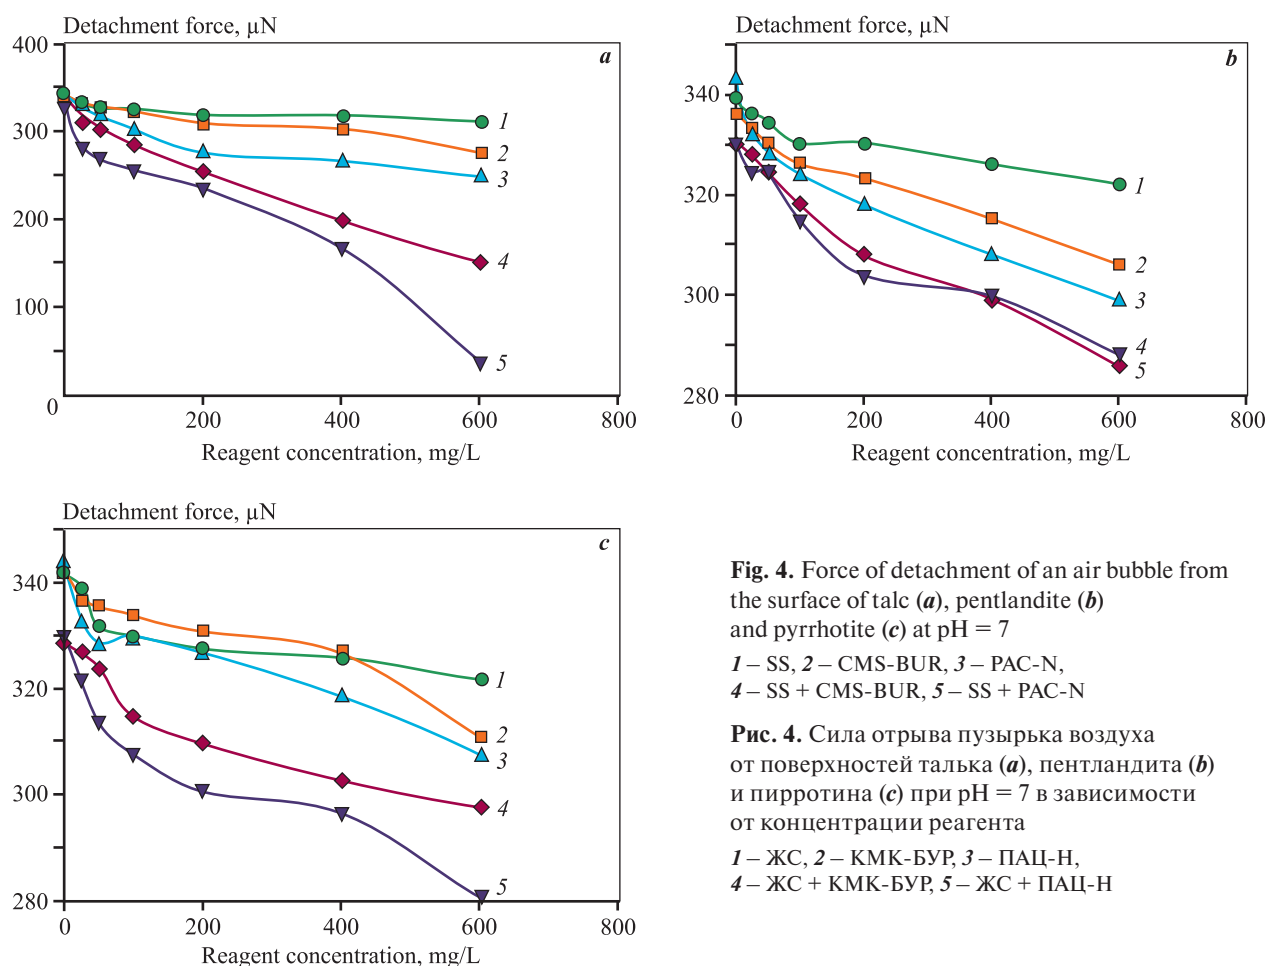 Detachment force, µN
400
300
200
100
0
a
1
2
3
4
5
200
400
600
800
Reagent concentration, mg/L
Detachment force, µN
340
320
300
280
b
1
2
3
4
5
0
200
400
600
800
Reagent concentration, mg/L
Detachment force, µN
340
320
300
280
c
1
2
3
4
5
0
200
400
600
800
Reagent concentration, mg/L
Fig. 4. Force of detachment of an air bubble from
the surface of talc (a), pentlandite (b)
and pyrrhotite (c) at pH = 7
1 – SS, 2 – CMS-BUR, 3 – PAC-N,
4 – SS + CMS-BUR, 5 – SS + PAC-N
Рис. 4. Сила отрыва пузырька воздуха
от поверхностей талька (a), пентландита (b)
и пирротина (c) при pH = 7 в зависимости
от концентрации реагента
1 – ЖС, 2 – КМК-БУР, 3 – ПАЦ-Н,
4 – ЖС + КМК-БУР, 5 – ЖС + ПАЦ-Н